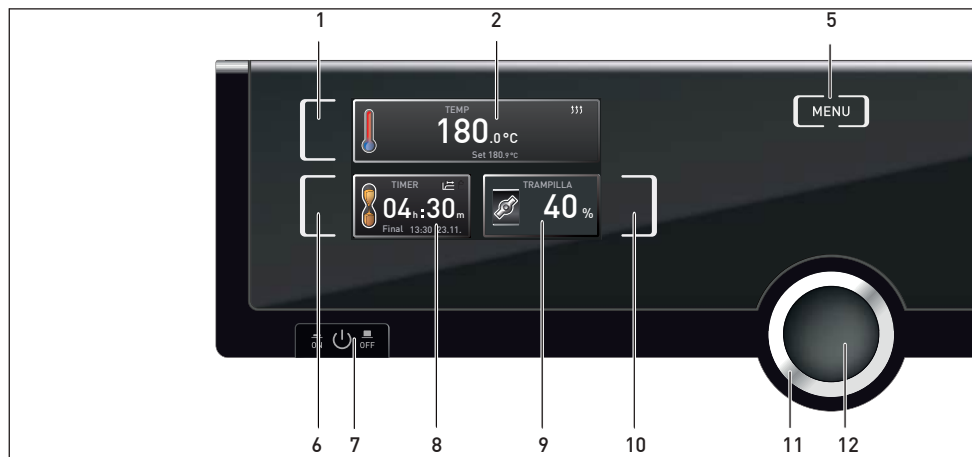 1 2 5
TEMP
180.0°C
Set 180.9°C
MENU
TIMER
04h:30m
Final 13:30 23.11.
TRAMPILLA
40 %
ON OFF
6 7 8 9 10 11 12